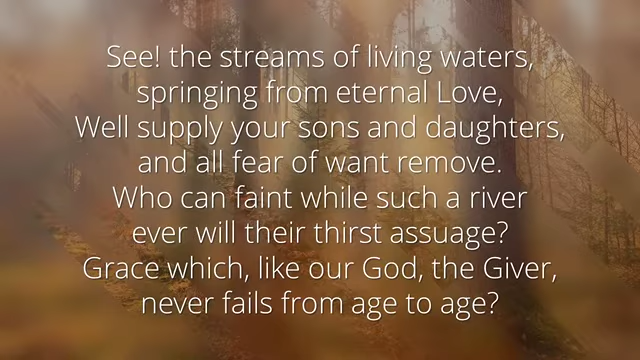 See! the streams of living waters,
springing from eternal Love,
Well supply your sons and daughters,
and all fear of want remove.
Who can faint while such a river
ever will their thirst assuage?
Grace which, like our God, the Giver,
never fails from age to age?